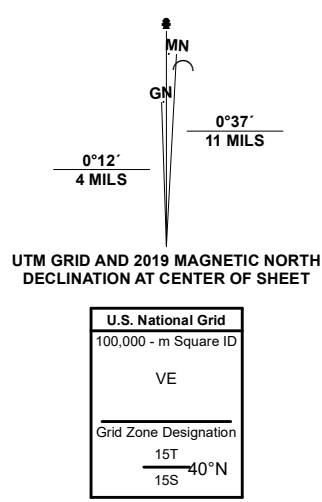 MN
GN
0°37´
11 MILS
0°12´
4 MILS
UTM GRID AND 2019 MAGNETIC NORTH
DECLINATION AT CENTER OF SHEET
U.S. National Grid
100,000 - m Square ID
VE
Grid Zone Designation
15T
40°N
15S